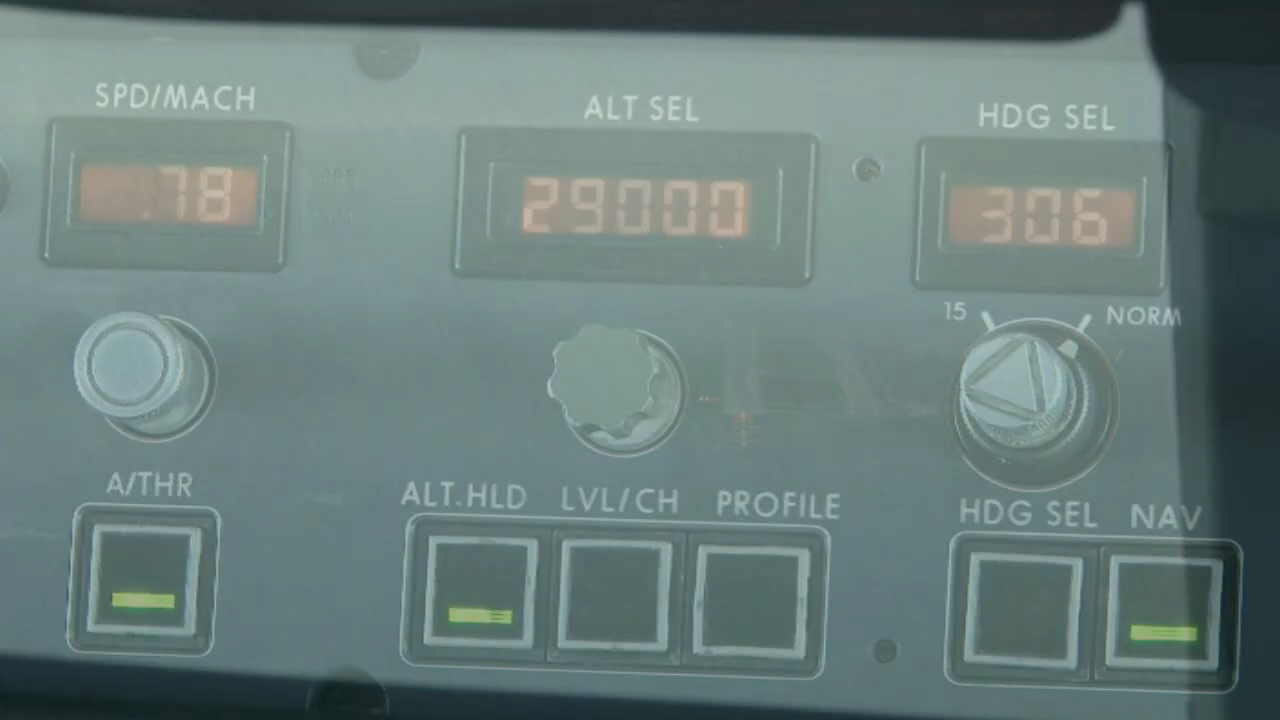 SPD/MACH
ALT SEL
HDG SEL
.78
29000
306
15
NORM
A/THR
ALT.HLD
LVL/CH
PROFILE
HDG SEL
NAV